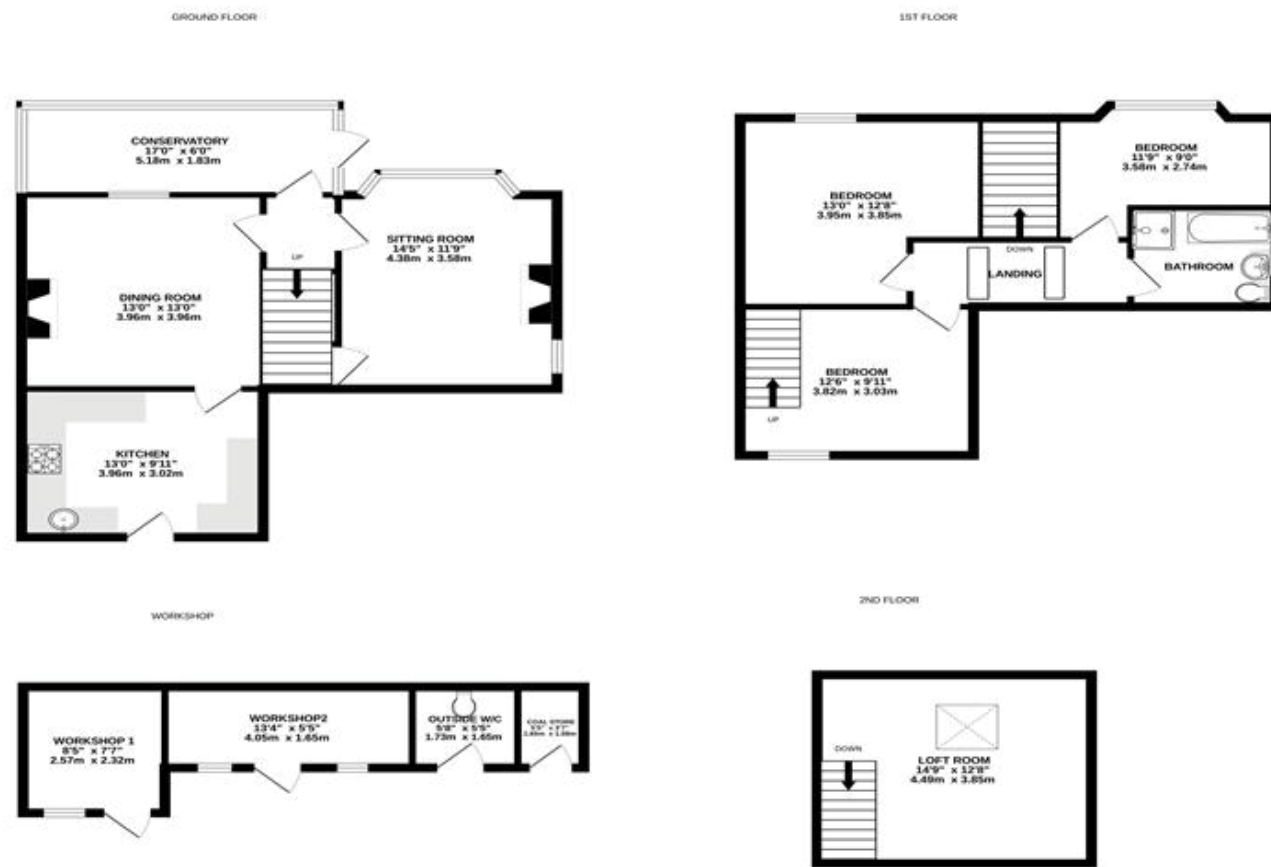 GROUND FLOOR
CONSERVATORY
17'0" x 6'0"
5.18m x 1.83m
SITTING ROOM
14'5" x 11'9"
4.38m x 3.58m
UP
DINING ROOM
13'0" x 13'0"
3.96m x 3.96m
KITCHEN
13'0" x 9'11"
3.96m x 3.02m
1ST FLOOR
BEDROOM
11'9" x 9'0"
3.58m x 2.74m
BEDROOM
13'0" x 12'8"
3.95m x 3.85m
DOWN
LANDING
BATHROOM
BEDROOM
12'6" x 9'11"
3.82m x 3.03m
UP
WORKSHOP
WORKSHOP 1
8'5" x 7'7"
2.57m x 2.32m
WORKSHOP2
13'4" x 5'5"
4.05m x 1.65m
OUTSIDE W/C
5'8" x 5'5"
1.73m x 1.65m
COAL STORE
2ND FLOOR
DOWN
LOFT ROOM
14'9" x 12'8"
4.49m x 3.85m